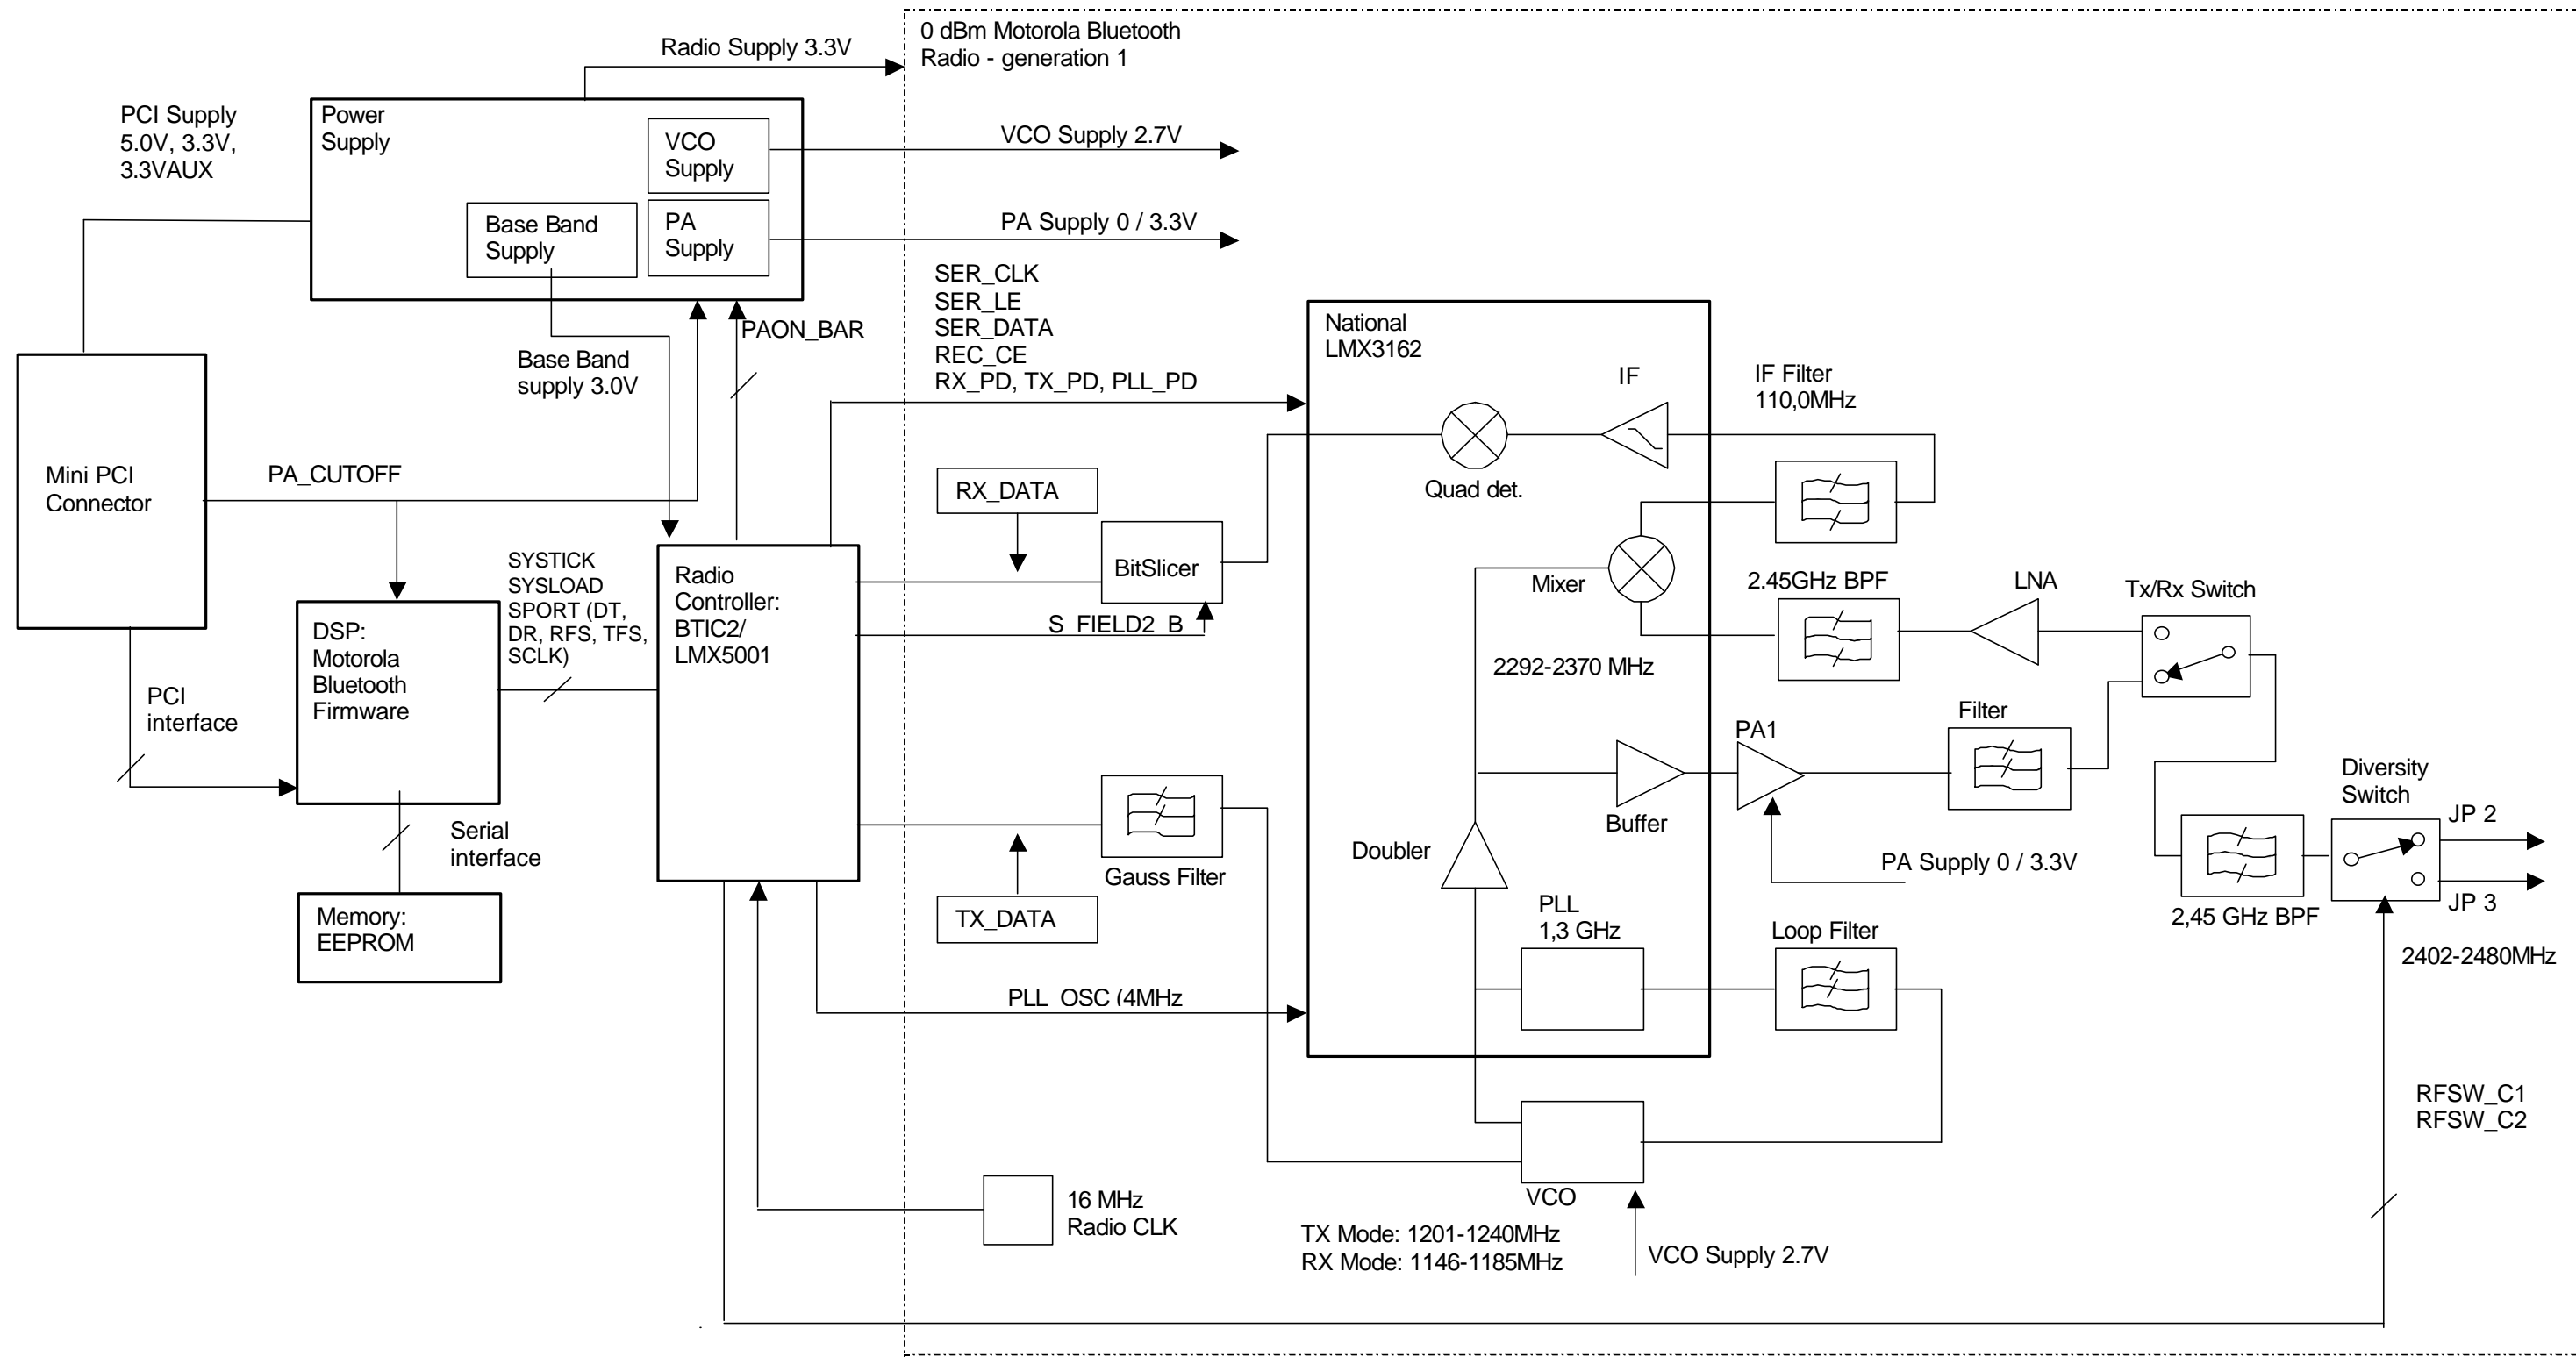 0 dBm Motorola Bluetooth
Radio - generation 1
Radio Supply 3.3V
PCI Supply
5.0V, 3.3V,
3.3VAUX
Power
Supply
VCO
Supply
VCO Supply 2.7V
Base Band
Supply
PA
Supply
PA Supply 0 / 3.3V
SER_CLK
SER_LE
SER_DATA
REC_CE
RX_PD, TX_PD, PLL_PD
PAON_BAR
Base Band
supply 3.0V
National
LMX3162
IF
IF Filter
110,0MHz
Mini PCI
Connector
PA_CUTOFF
RX_DATA
Quad det.
BitSlicer
SYSTICK
SYSLOAD
SPORT (DT,
DR, RFS, TFS,
SCLK)
Radio
Controller:
BTIC2/
LMX5001
Mixer
2.45GHz BPF
LNA
Tx/Rx Switch
S_FIELD2_B
DSP:
Motorola
Bluetooth
Firmware
2292-2370 MHz
PCI
interface
Filter
PA1
Diversity
Switch
JP 2
Serial
interface
Gauss Filter
Doubler
Buffer
PA Supply 0 / 3.3V
JP 3
Memory:
EEPROM
TX_DATA
PLL
1,3 GHz
Loop Filter
2,45 GHz BPF
2402-2480MHz
PLL_OSC (4MHz
RFSW_C1
RFSW_C2
16 MHz
Radio CLK
VCO
TX Mode: 1201-1240MHz
RX Mode: 1146-1185MHz
VCO Supply 2.7V